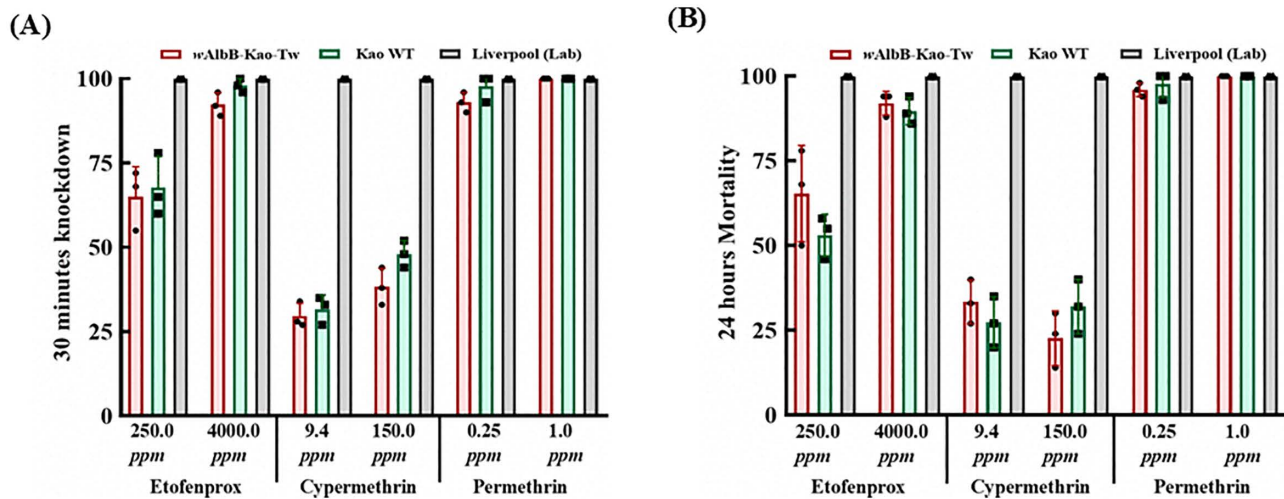 (A)
wAlbB-Kao-Tw Kao WT Liverpool (Lab)
30 minutes knockdown
100
75
50
25
0
250.0 4000.0 9.4 150.0 0.25 1.0
ppm ppm ppm ppm ppm ppm
Etofenprox Cypermethrin Permethrin
(B)
wAlbB-Kao-Tw Kao WT Liverpool (Lab)
24 hours Mortality
100
75
50
25
0
250.0 4000.0 9.4 150.0 0.25 1.0
ppm ppm ppm ppm ppm ppm
Etofenprox Cypermethrin Permethrin